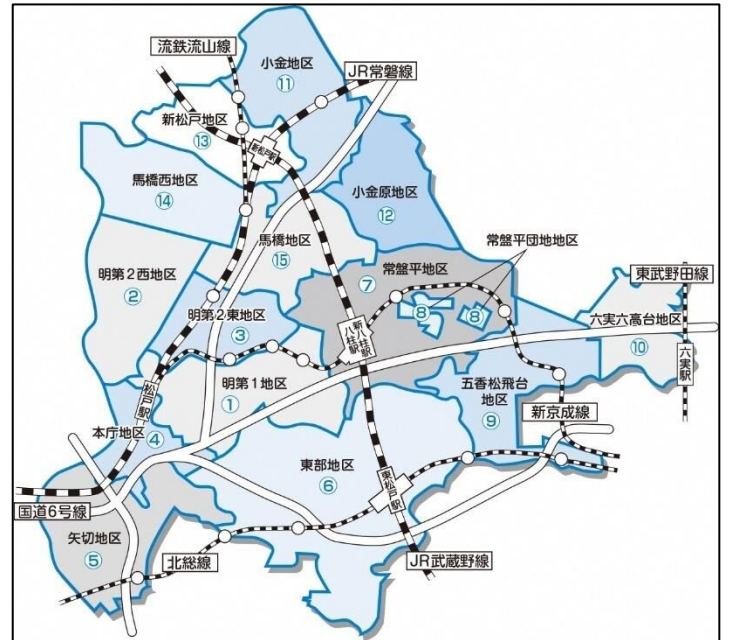 流鉄流山線
小金地区
⑪
JR常磐線
新松戸地区
⑬
新松戸駅
馬橋西地区
⑭
小金原地区
⑫
馬橋地区
⑮
常盤平団地地区
明第2西地区
②
常盤平地区
⑦
⑧
⑧
東武野田線
明第2東地区
③
新八柱駅
八柱駅
六実六高台地区
⑩
六実駅
松戸駅
明第1地区
①
五香松飛台
地区
⑨
新京成線
本庁地区
④
東部地区
⑥
東松戸駅
国道6号線
矢切地区
⑤
北総線
JR武蔵野線